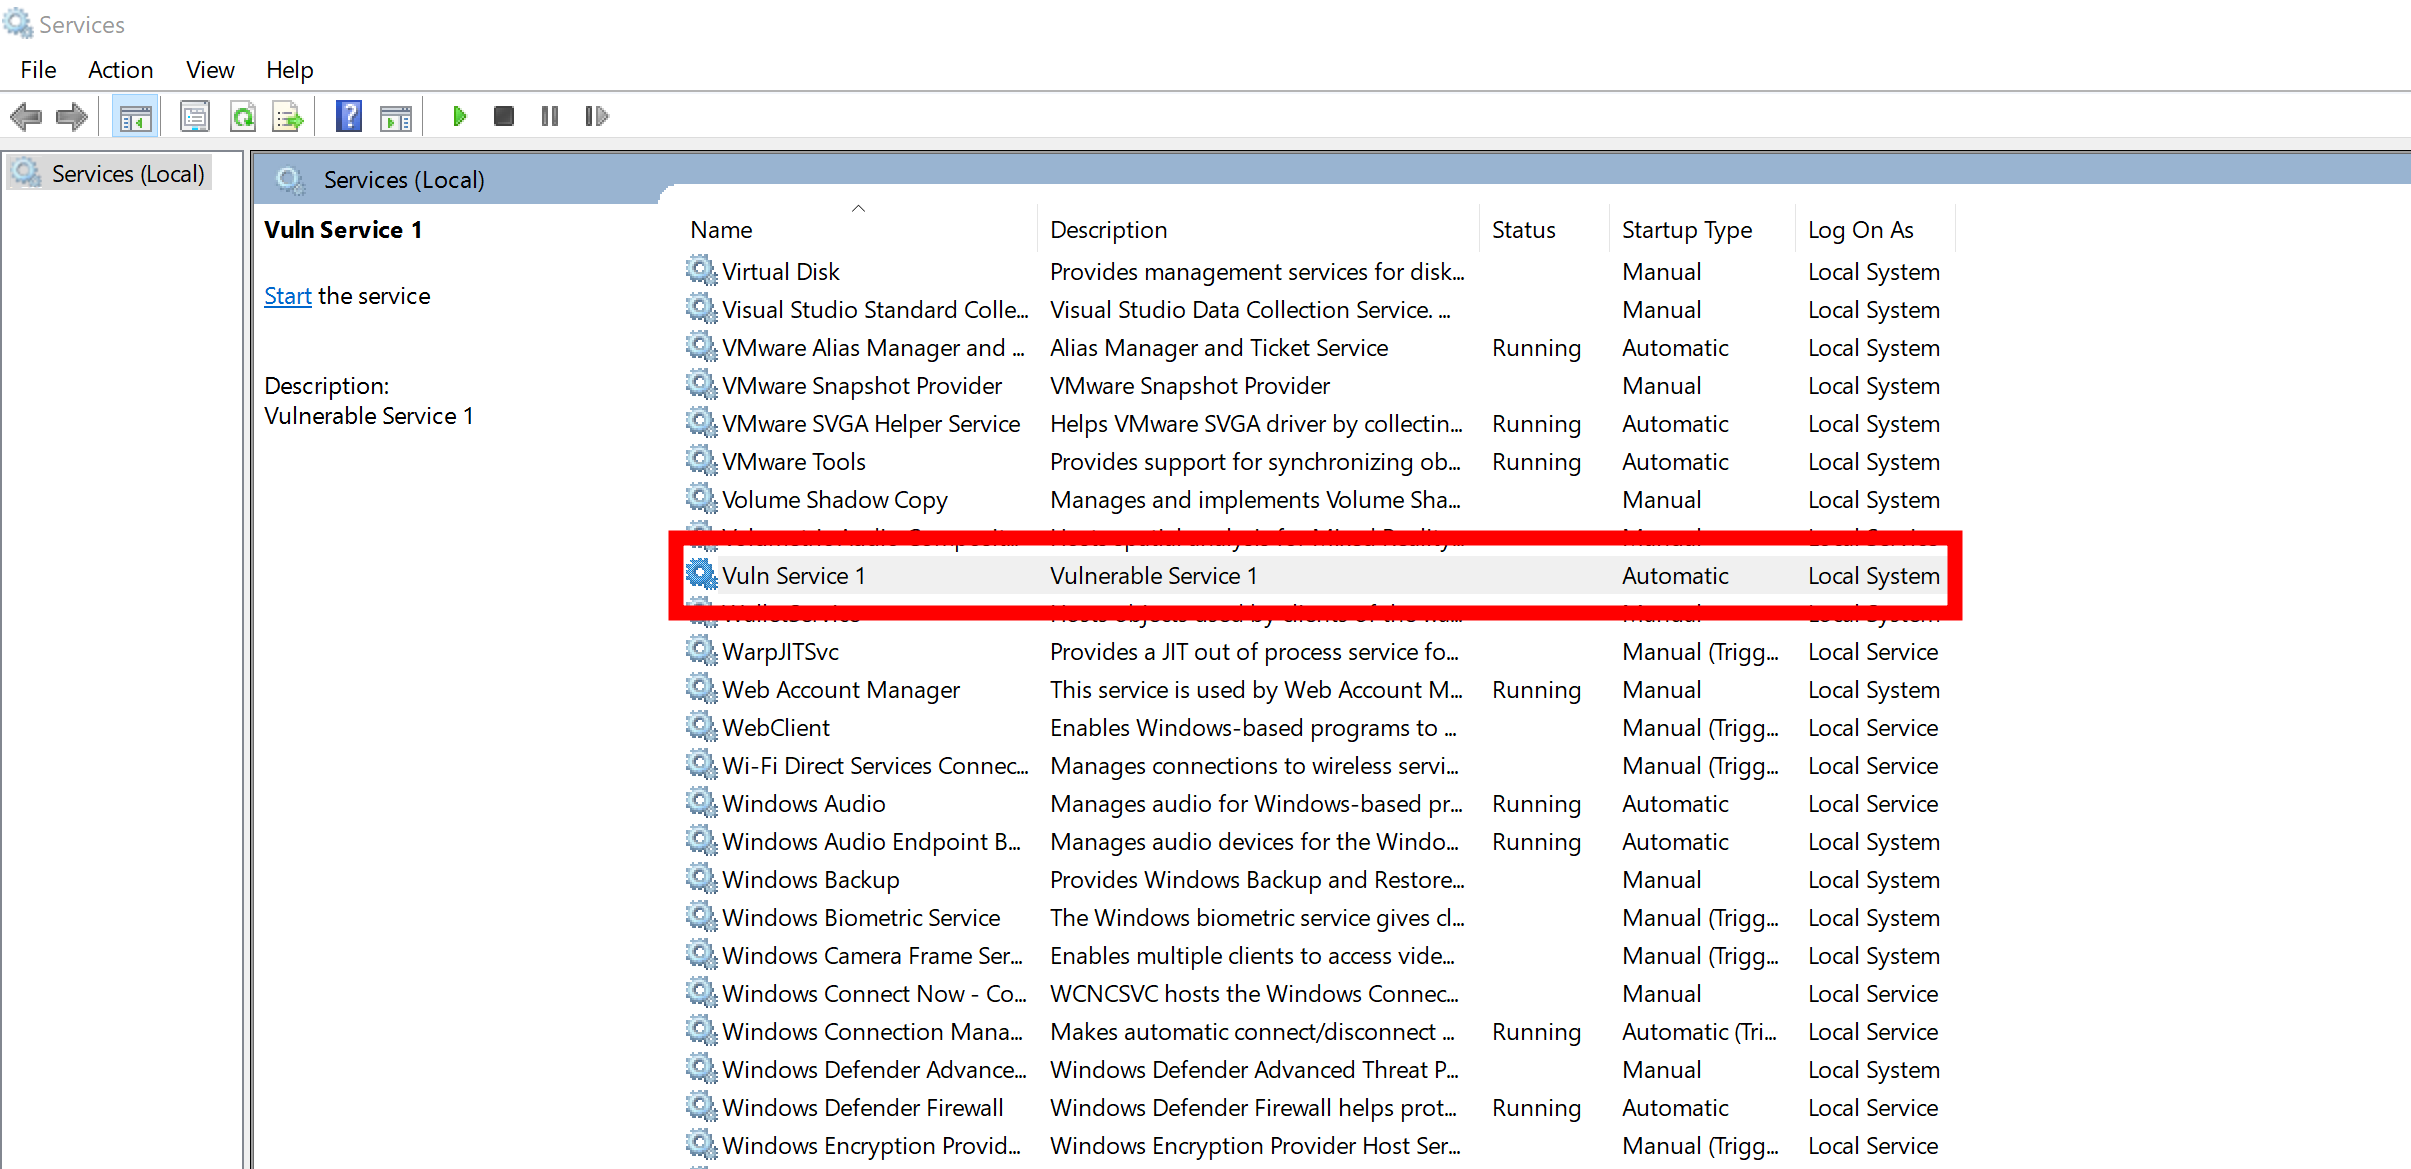 Services
File Action View Help
Services (Local)
Services (Local)
Vuln Service 1
Start the service
Description:
Vulnerable Service 1
Name Description Status Startup Type Log On As
Virtual Disk Provides management services for disk... Manual Local System
Visual Studio Standard Colle... Visual Studio Data Collection Service. ... Manual Local System
VMware Alias Manager and ... Alias Manager and Ticket Service Running Automatic Local System
VMware Snapshot Provider VMware Snapshot Provider Manual Local System
VMware SVGA Helper Service Helps VMware SVGA driver by collectin... Running Automatic Local System
VMware Tools Provides support for synchronizing ob... Running Automatic Local System
Volume Shadow Copy Manages and implements Volume Sha... Manual Local System
Vuln Service 1 Vulnerable Service 1 Automatic Local System
WarpJITSvc Provides a JIT out of process service fo... Manual (Trigg... Local Service
Web Account Manager This service is used by Web Account M... Running Manual Local System
WebClient Enables Windows-based programs to ... Manual (Trigg... Local Service
Wi-Fi Direct Services Connec... Manages connections to wireless servi... Manual (Trigg... Local Service
Windows Audio Manages audio for Windows-based pr... Running Automatic Local Service
Windows Audio Endpoint B... Manages audio devices for the Windo... Running Automatic Local System
Windows Backup Provides Windows Backup and Restore... Manual Local System
Windows Biometric Service The Windows biometric service gives cl... Manual (Trigg... Local System
Windows Camera Frame Ser... Enables multiple clients to access vide... Manual (Trigg... Local System
Windows Connect Now - Co... WCNCSVC hosts the Windows Connec... Manual Local Service
Windows Connection Mana... Makes automatic connect/disconnect ... Running Automatic (Tri... Local Service
Windows Defender Advance... Windows Defender Advanced Threat P... Manual Local System
Windows Defender Firewall Windows Defender Firewall helps prot... Running Automatic Local Service
Windows Encryption Provid... Windows Encryption Provider Host Ser... Manual (Trigg... Local Service